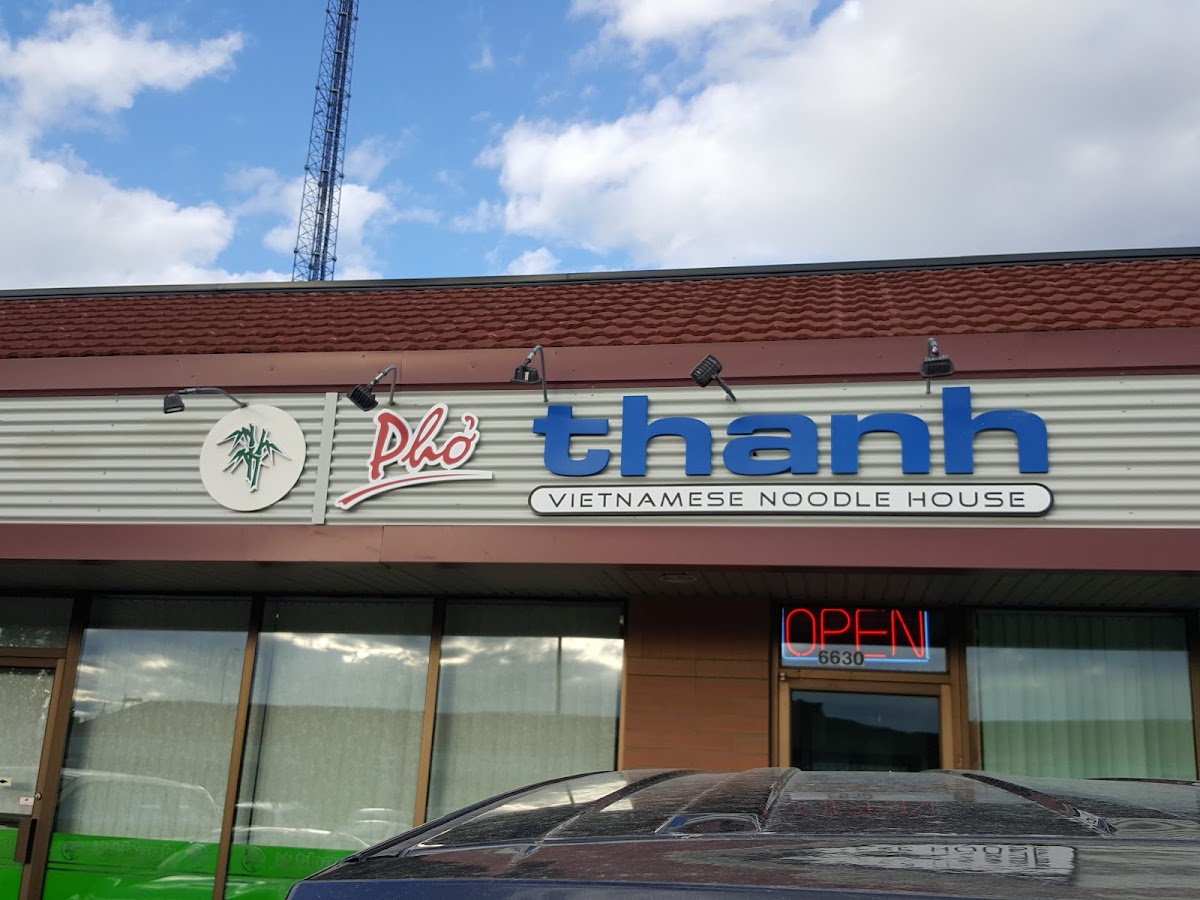 Phở
thanh
VIETNAMESE NOODLE HOUSE
OPEN
6630